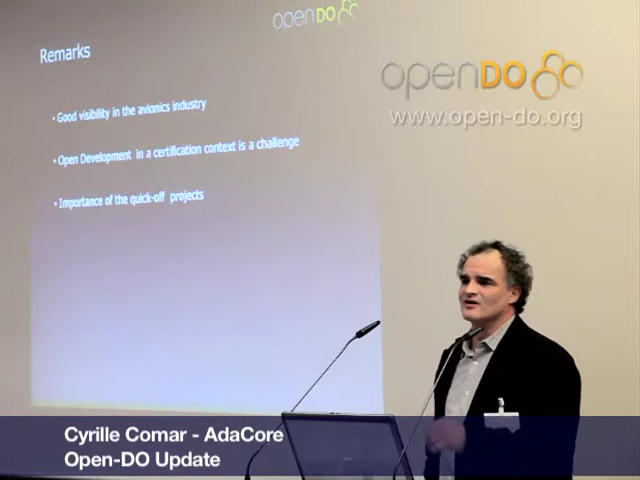 openDO
Remarks
openDO
www.open-do.org
• Good visibility in the avionics industry
• Open Development in a certification context is a challenge
• Importance of the quick-off projects
Cyrille Comar - AdaCore
Open-DO Update